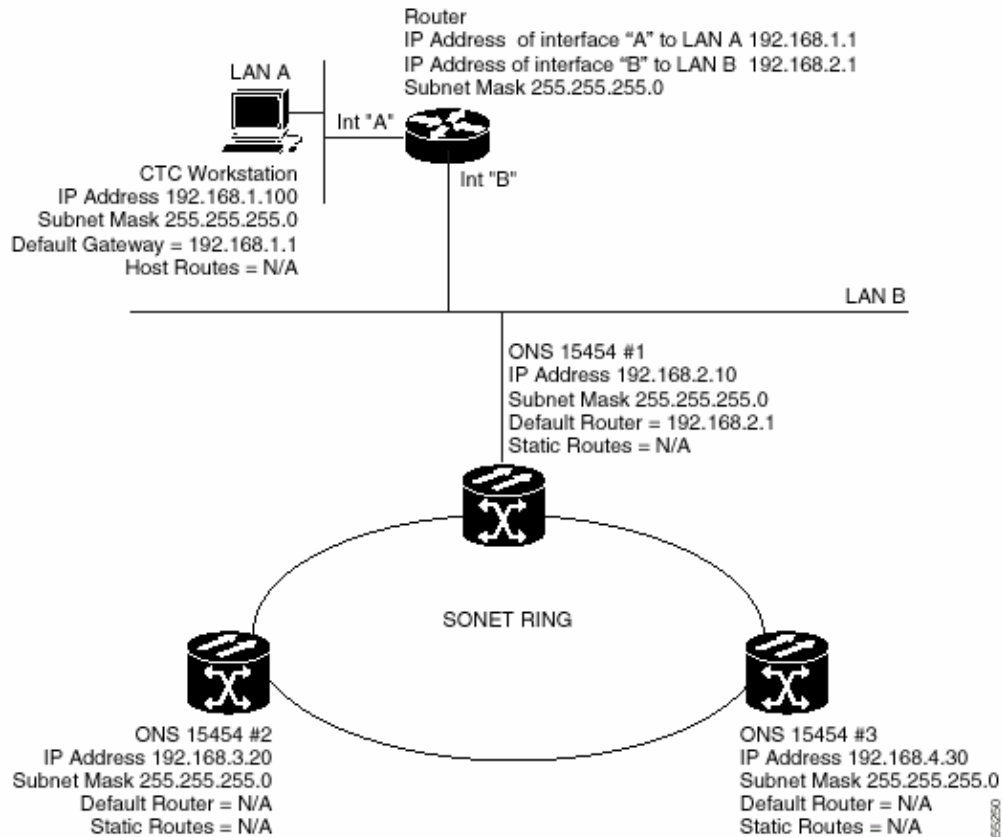 Router
IP Address of interface “A” to LAN A 192.168.1.1
IP Address of interface “B” to LAN B 192.168.2.1
Subnet Mask 255.255.255.0
LAN A
Int "A"
Int "B"
CTC Workstation
IP Address 192.168.1.100
Subnet Mask 255.255.255.0
Default Gateway = 192.168.1.1
Host Routes = N/A
LAN B
ONS 15454 #1
IP Address 192.168.2.10
Subnet Mask 255.255.255.0
Default Router = 192.168.2.1
Static Routes = N/A
SONET RING
ONS 15454 #2
IP Address 192.168.3.20
Subnet Mask 255.255.255.0
Default Router = N/A
Static Routes = N/A
ONS 15454 #3
IP Address 192.168.4.30
Subnet Mask 255.255.255.0
Default Router = N/A
Static Routes = N/A